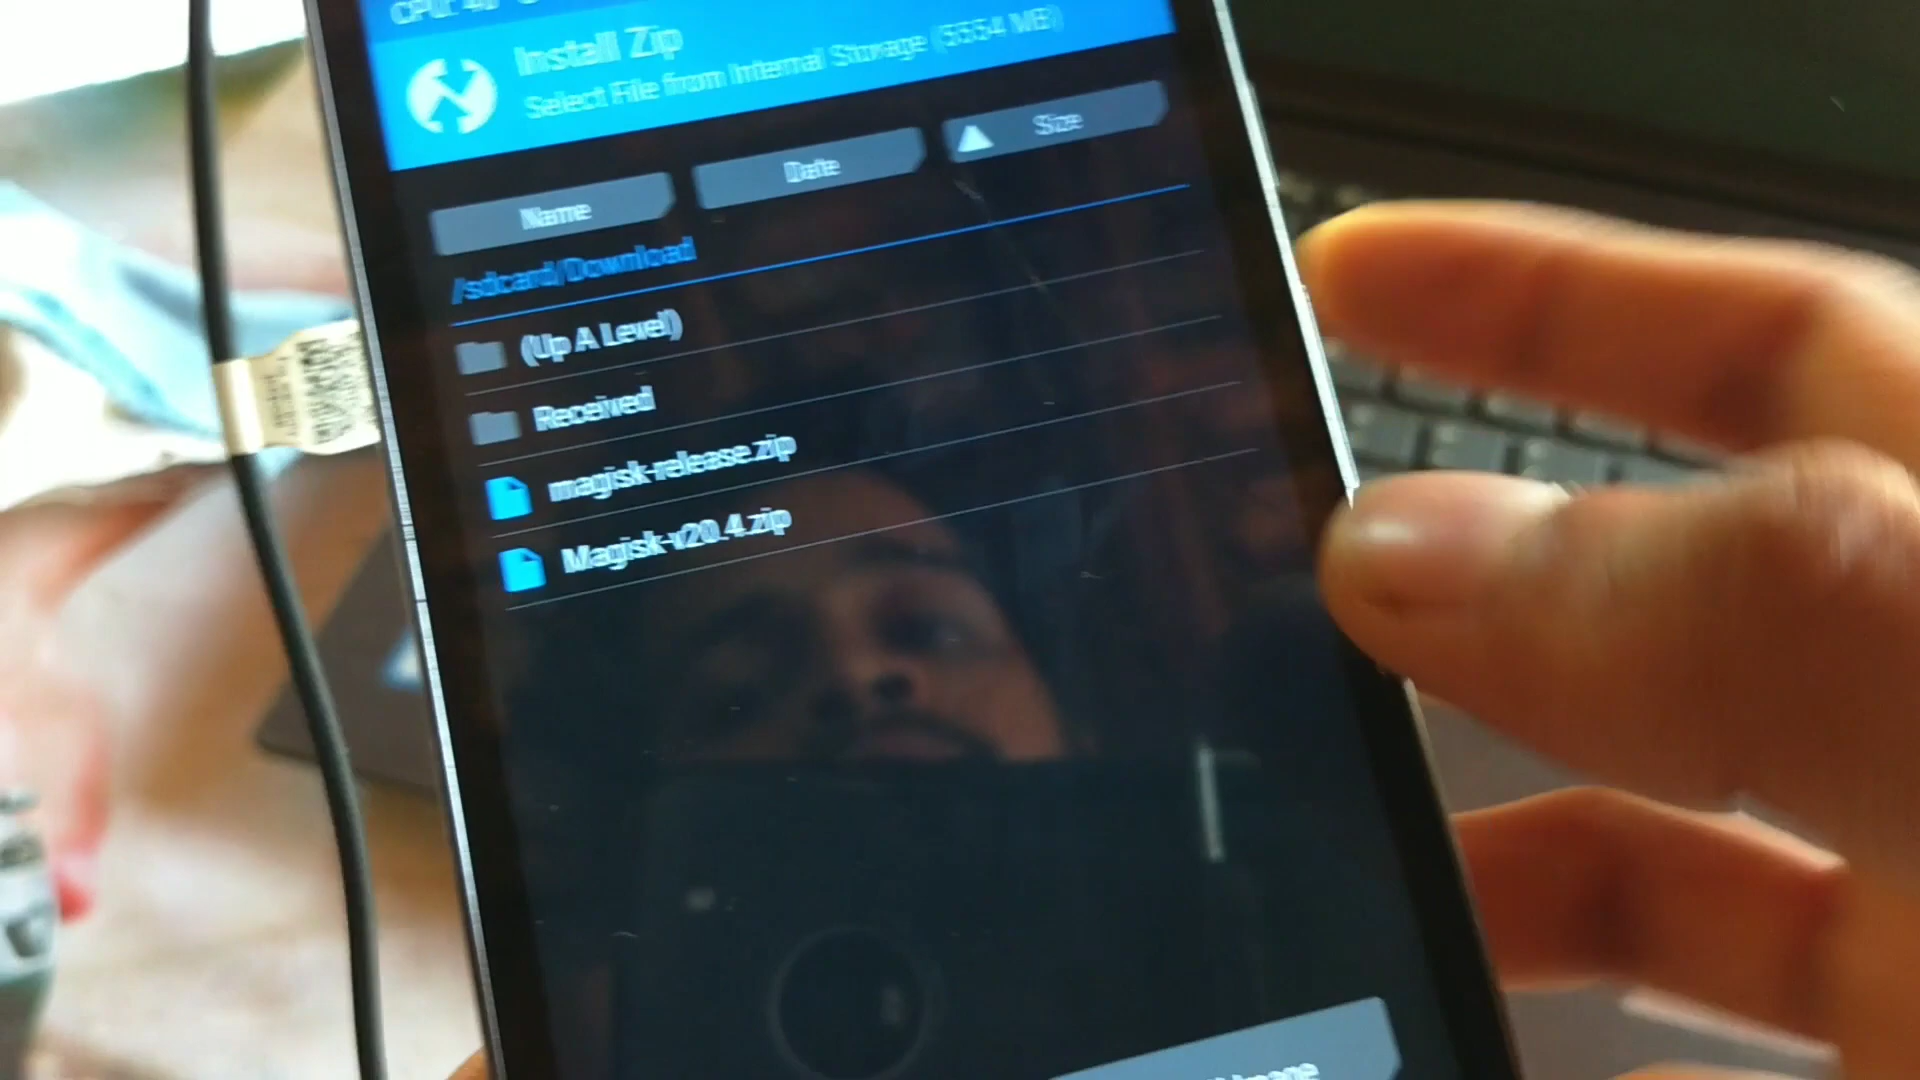 Install Zip
Select File from Internal Storage (5554 MB)
Name
Date
Size
/sdcard/Download
(Up A Level)
Received
magisk-release.zip
Magisk-v20.4.zip